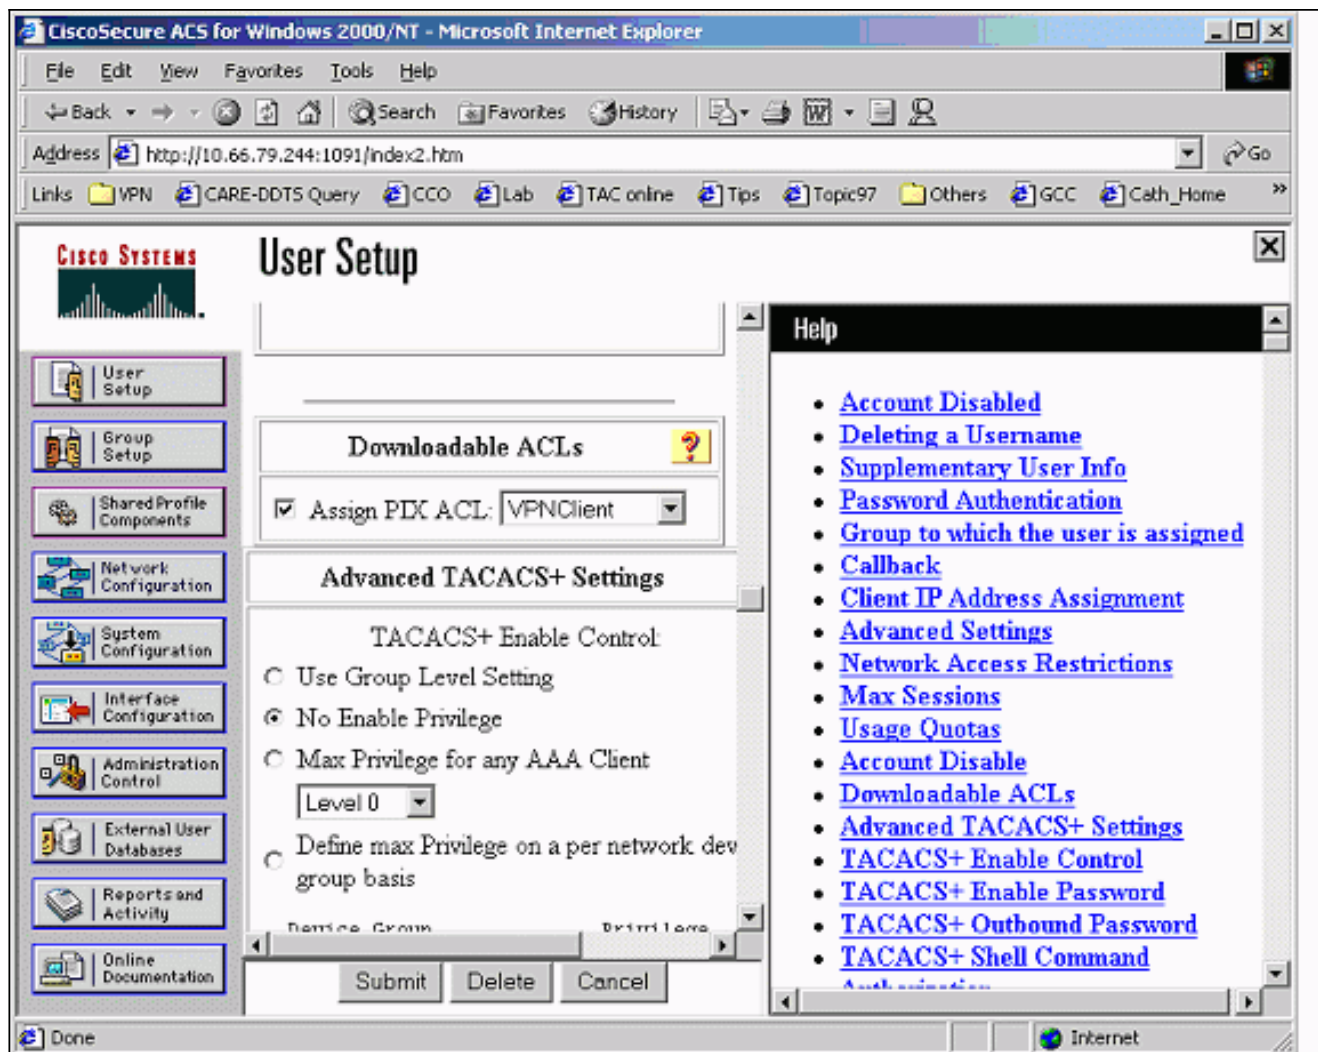 CiscoSecure ACS for Windows 2000/NT - Microsoft Internet Explorer
File Edit View Favorites Tools Help
Back Search Favorites History
Address http://10.66.79.244:1091/index2.htm Go
Links VPN CARE-DDTS Query CCO Lab TAC online Tips Topic97 Others GCC Cath_Home »
CISCO SYSTEMS
User Setup
User
Setup
Group
Setup
Shared Profile
Components
Network
Configuration
System
Configuration
Interface
Configuration
Administration
Control
External User
Databases
Reports and
Activity
Online
Documentation
Downloadable ACLs ?
Assign PIX ACL: VPNClient
Advanced TACACS+ Settings
TACACS+ Enable Control:
Use Group Level Setting
No Enable Privilege
Max Privilege for any AAA Client
Level 0
Define max Privilege on a per network dev
group basis
Device Group Privilege
Submit Delete Cancel
Help
Account Disabled
Deleting a Username
Supplementary User Info
Password Authentication
Group to which the user is assigned
Callback
Client IP Address Assignment
Advanced Settings
Network Access Restrictions
Max Sessions
Usage Quotas
Account Disable
Downloadable ACLs
Advanced TACACS+ Settings
TACACS+ Enable Control
TACACS+ Enable Password
TACACS+ Outbound Password
TACACS+ Shell Command
Authorization
Done Internet